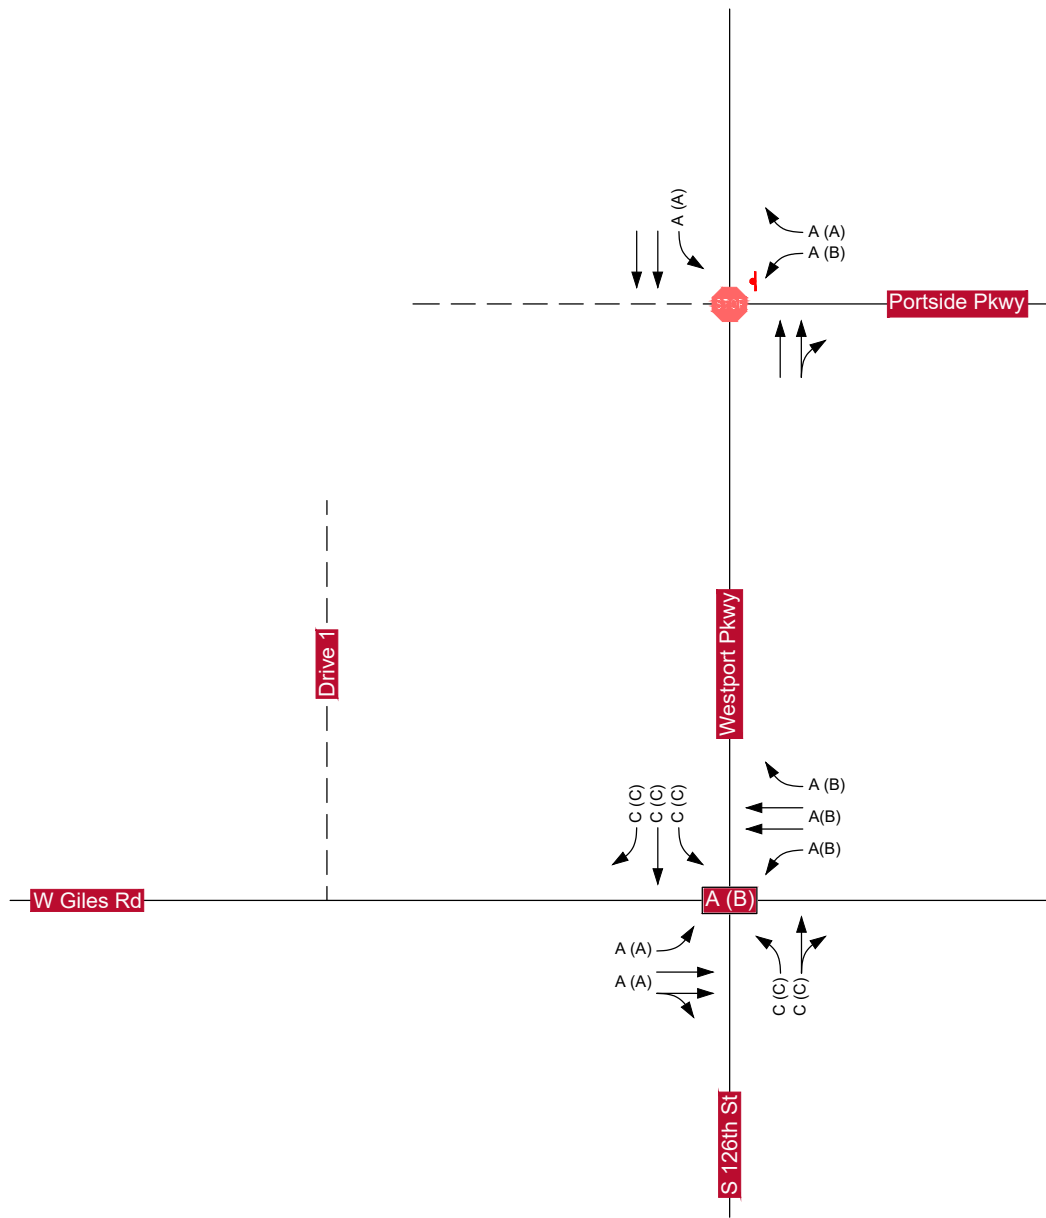 A (A)
A (A)
A (B)
STOP
Portside Pkwy
Westport Pkwy
Drive 1
C (C)
C (C)
C (C)
A (B)
A(B)
A(B)
W Giles Rd
A (B)
A (A)
A (A)
C (C)
C (C)
S 126th St